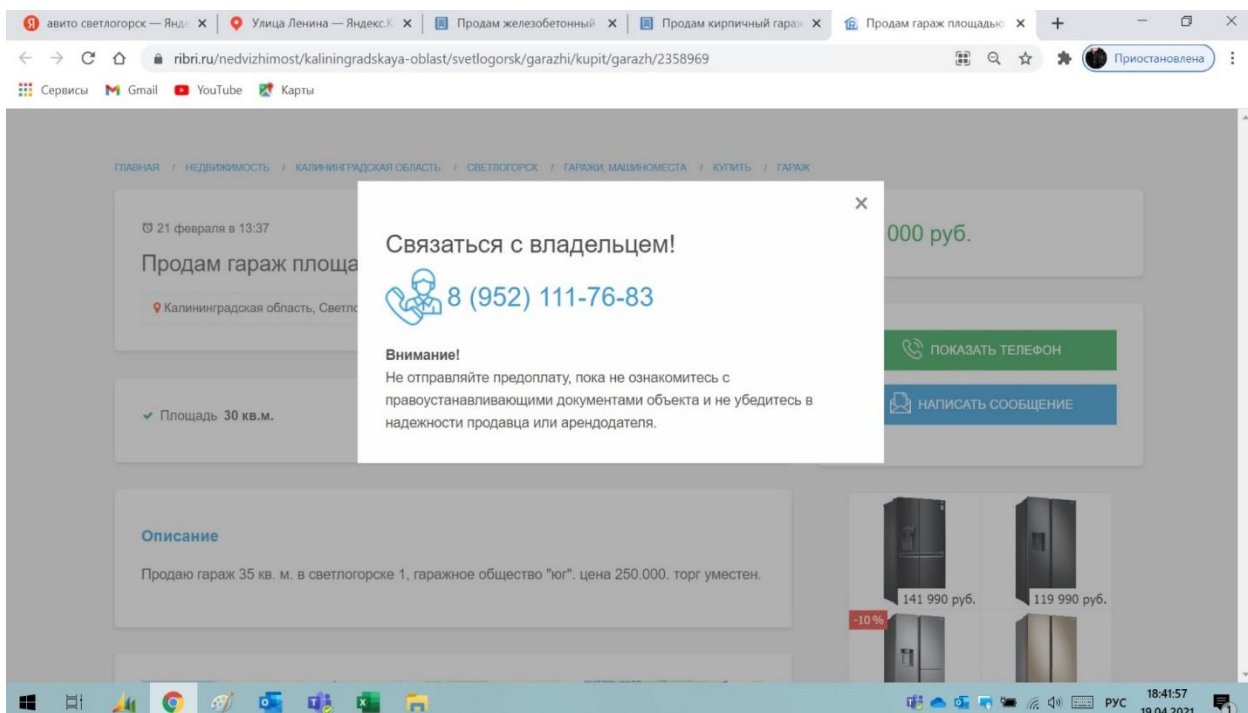 авито светлогорск — Янде
Улица Ленина — Яндекс.К
Продам железобетонный
Продам кирпичный гараж
Продам гараж площадью
ribri.ru/nedvizhimost/kaliningradskaya-oblast/svetlogorsk/garazhi/kupit/garazh/2358969
Приостановлена
Сервисы Gmail YouTube Карты
ГЛАВНАЯ / НЕДВИЖИМОСТЬ / КАЛИНИНГРАДСКАЯ ОБЛАСТЬ / СВЕТЛОГОРСК / ГАРАЖИ, МАШИНОМЕСТА / КУПИТЬ / ГАРАЖ
21 февраля в 13:37
Продам гараж площа
Калининградская область, Светло
Связаться с владельцем!
8 (952) 111-76-83
Внимание!
Не отправляйте предоплату, пока не ознакомитесь с
правоустанавливающими документами объекта и не убедитесь в
надежности продавца или арендодателя.
000 руб.
ПОКАЗАТЬ ТЕЛЕФОН
НАПИСАТЬ СООБЩЕНИЕ
Площадь 30 кв.м.
Описание
Продаю гараж 35 кв. м. в светлогорске 1, гаражное общество "юг". цена 250.000. торг уместен.
141 990 руб.
119 990 руб.
-10 %
РУС
18:41:57
19.04.2021